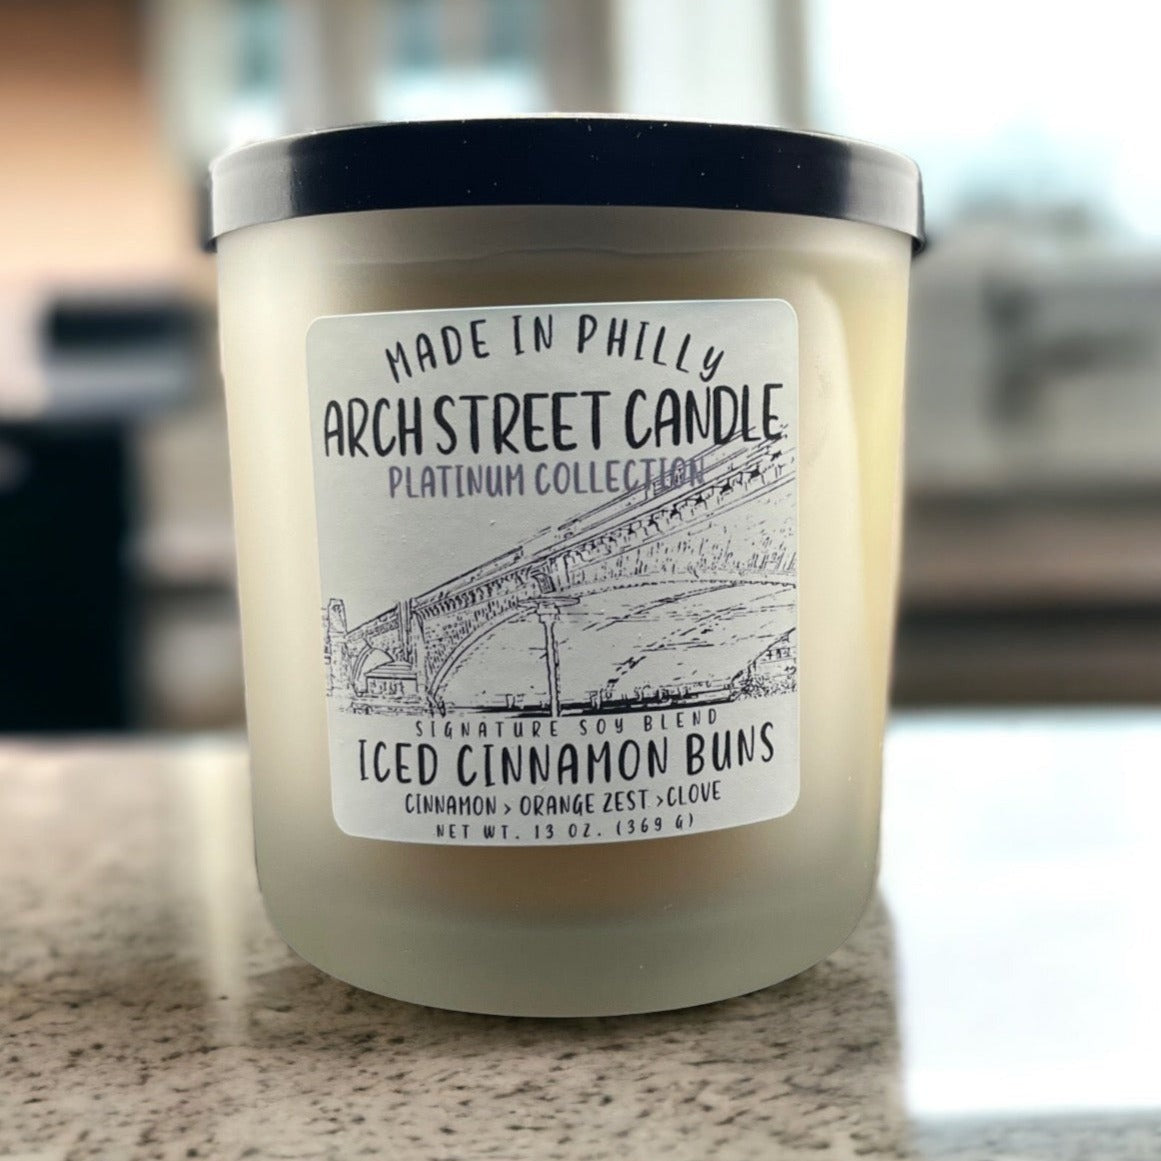 MADE IN PHILLY
ARCH STREET CANDLE
PLATINUM COLLECTION
SIGNATURE SOY BLEND
ICED CINNAMON BUNS
CINNAMON > ORANGE ZEST >CLOVE
NET WT. 13 OZ. (369 G)